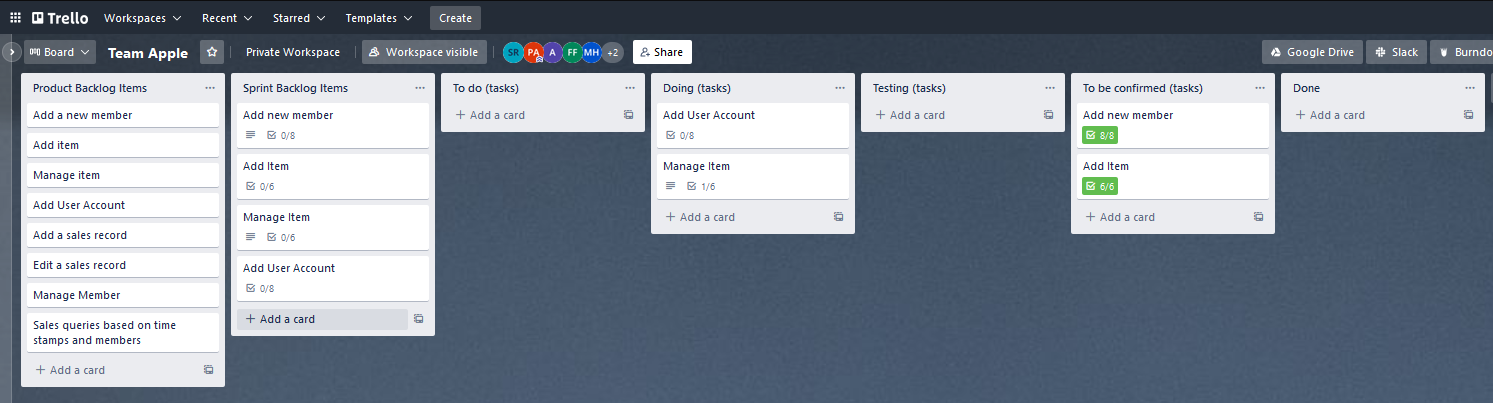 Trello Workspaces Recent Starred Templates Create
Board Team Apple Private Workspace Workspace visible SR PA A FF MH +2 Share Google Drive Slack Burndo
Product Backlog Items
Add a new member
Add item
Manage item
Add User Account
Add a sales record
Edit a sales record
Manage Member
Sales queries based on time
stamps and members
+ Add a card
Sprint Backlog Items
Add new member
0/8
Add Item
0/6
Manage Item
0/6
Add User Account
0/8
+ Add a card
To do (tasks)
+ Add a card
Doing (tasks)
Add User Account
0/8
Manage Item
1/6
+ Add a card
Testing (tasks)
+ Add a card
To be confirmed (tasks)
Add new member
8/8
Add Item
6/6
+ Add a card
Done
+ Add a card